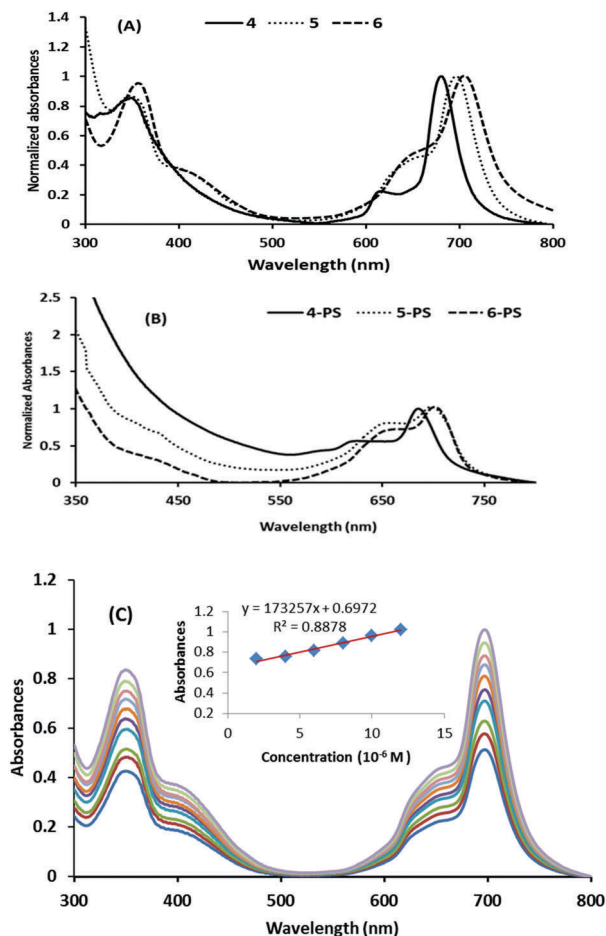 (A)
4 5 6
Normalized absorbances
1.4
1.2
1
0.8
0.6
0.4
0.2
0
300 400 500 600 700 800
Wavelength (nm)
(B)
4-PS 5-PS 6-PS
Normalized Absorbances
2.5
2
1.5
1
0.5
0
350 450 550 650 750
Wavelength (nm)
(C)
Absorbances
1.2
1
0.8
0.6
0.4
0.2
0
300 400 500 600 700 800
Wavelength (nm)
y = 173257x + 0.6972
R² = 0.8878
Absorbances
1.2
1
0.8
0.6
0.4
0.2
0 5 10 15
Concentration (10⁻⁶ M)